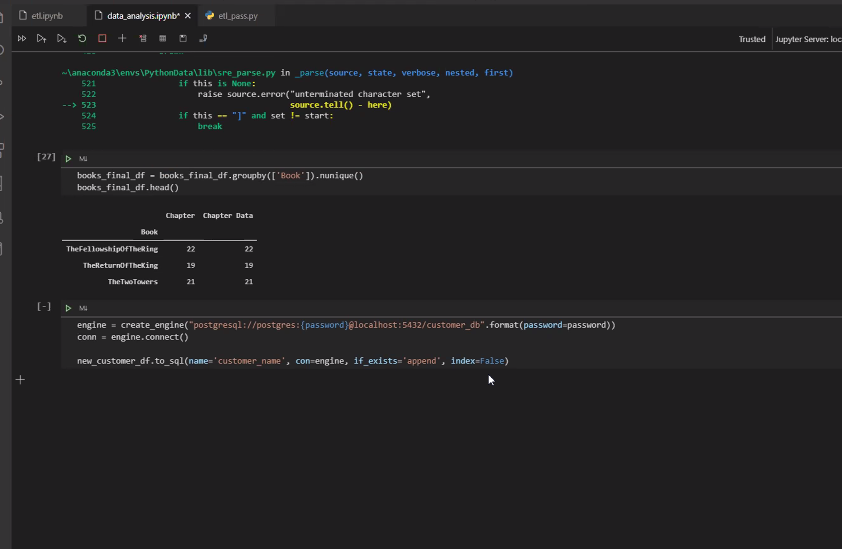 etl.ipynb data_analysis.ipynb* × etl_pass.py
Trusted Jupyter Server: loc
~\anaconda3\envs\PythonData\lib\sre_parse.py in _parse(source, state, verbose, nested, first)
521 if this is None:
522 raise source.error("unterminated character set",
--> 523 source.tell() - here)
524 if this == "]" and set != start:
525 break
[27] M↓
books_final_df = books_final_df.groupby(['Book']).nunique()
books_final_df.head()
Chapter Chapter Data
Book
TheFellowshipOfTheRing 22 22
TheReturnOfTheKing 19 19
TheTwoTowers 21 21
[-] M↓
engine = create_engine("postgresql://postgres:{password}@localhost:5432/customer_db".format(password=password))
conn = engine.connect()
new_customer_df.to_sql(name='customer_name', con=engine, if_exists='append', index=False)